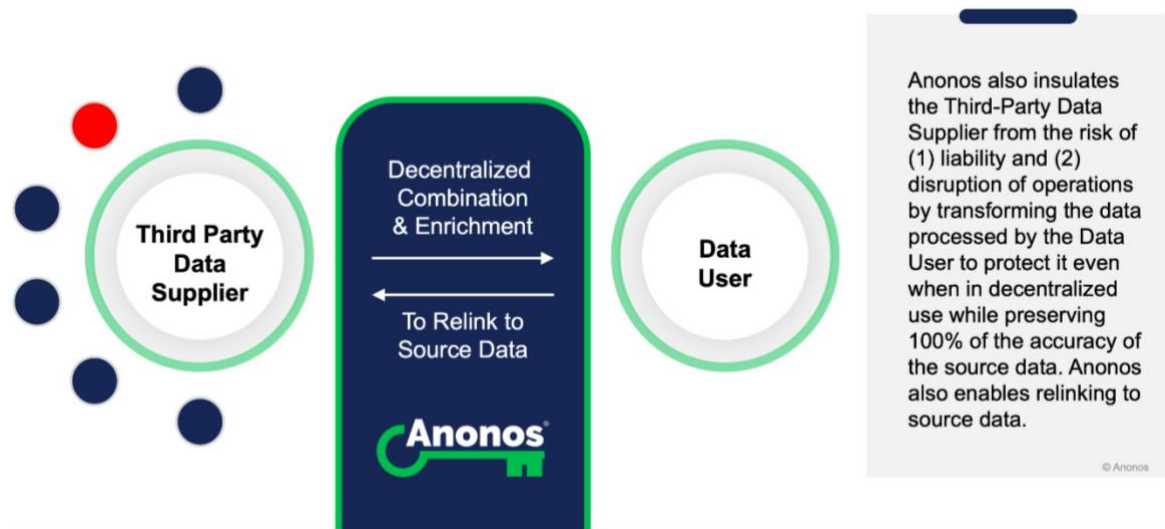 Third Party
Data
Supplier
Decentralized
Combination
& Enrichment
To Relink to
Source Data
Anonos®
Data
User
Anonos also insulates
the Third-Party Data
Supplier from the risk of
(1) liability and (2)
disruption of operations
by transforming the data
processed by the Data
User to protect it even
when in decentralized
use while preserving
100% of the accuracy of
the source data. Anonos
also enables relinking to
source data.
© Anonos